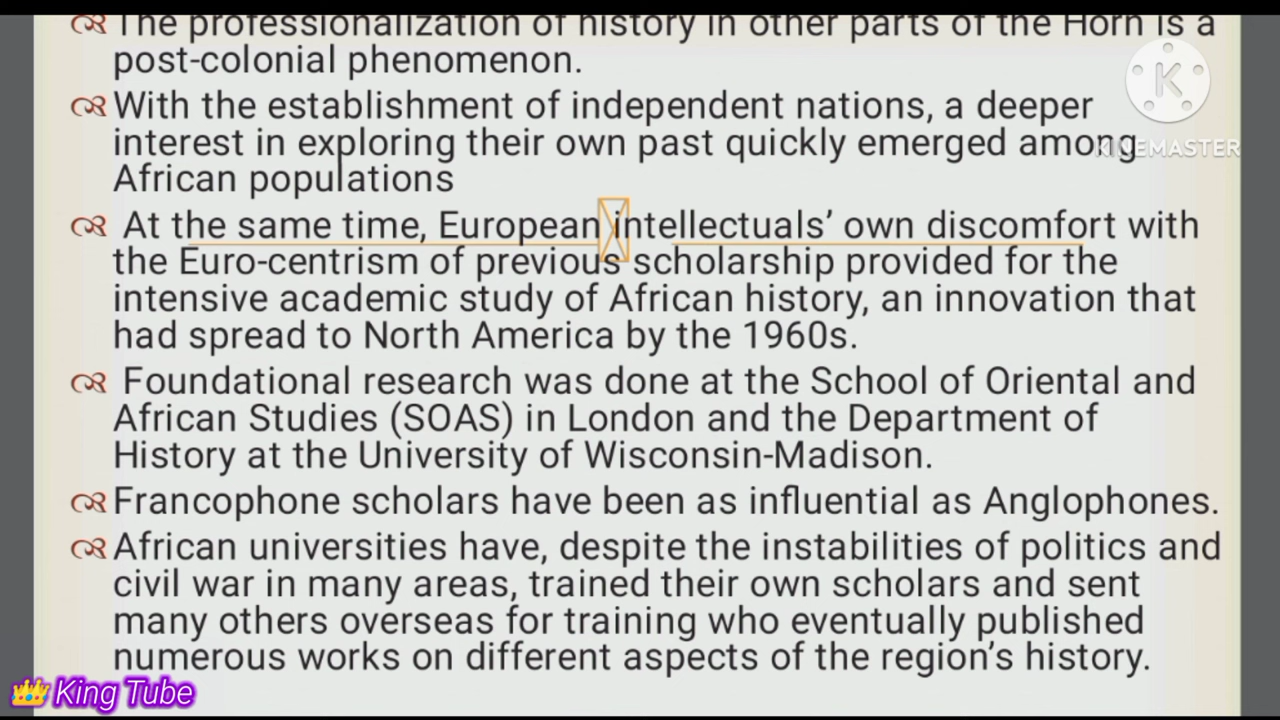 The professionalization of history in other parts of the Horn is a
post-colonial phenomenon.
With the establishment of independent nations, a deeper
interest in exploring their own past quickly emerged among
African populations
At the same time, European intellectuals’ own discomfort with
the Euro-centrism of previous scholarship provided for the
intensive academic study of African history, an innovation that
had spread to North America by the 1960s.
Foundational research was done at the School of Oriental and
African Studies (SOAS) in London and the Department of
History at the University of Wisconsin-Madison.
Francophone scholars have been as influential as Anglophones.
African universities have, despite the instabilities of politics and
civil war in many areas, trained their own scholars and sent
many others overseas for training who eventually published
numerous works on different aspects of the region’s history.
K
KINEMASTER
King Tube